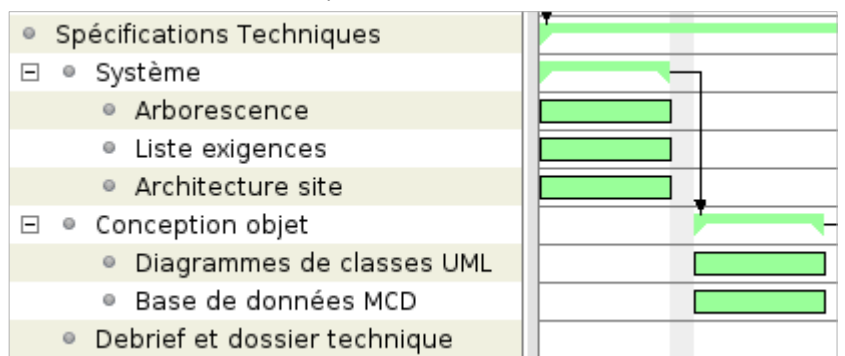 Spécifications Techniques
Système
Arborescence
Liste exigences
Architecture site
Conception objet
Diagrammes de classes UML
Base de données MCD
Debrief et dossier technique